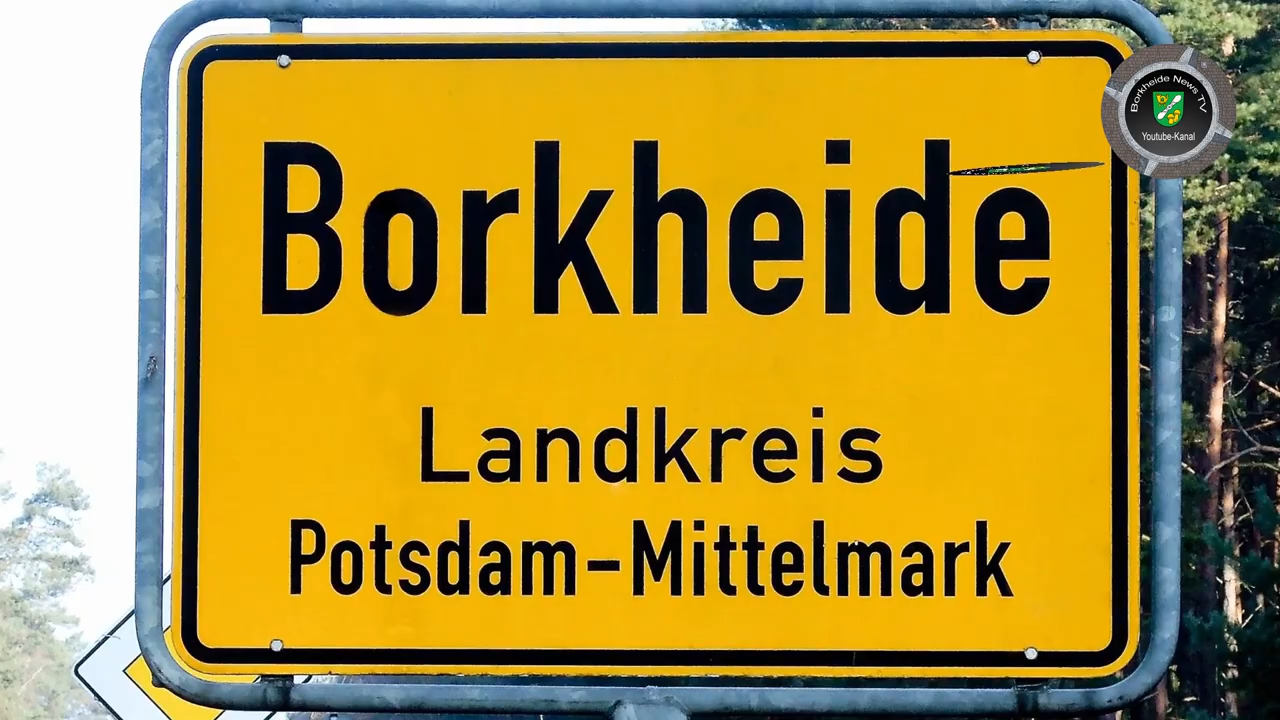 Borkheide
Landkreis
Potsdam-Mittelmark
Borkheide News TV
Youtube-Kanal